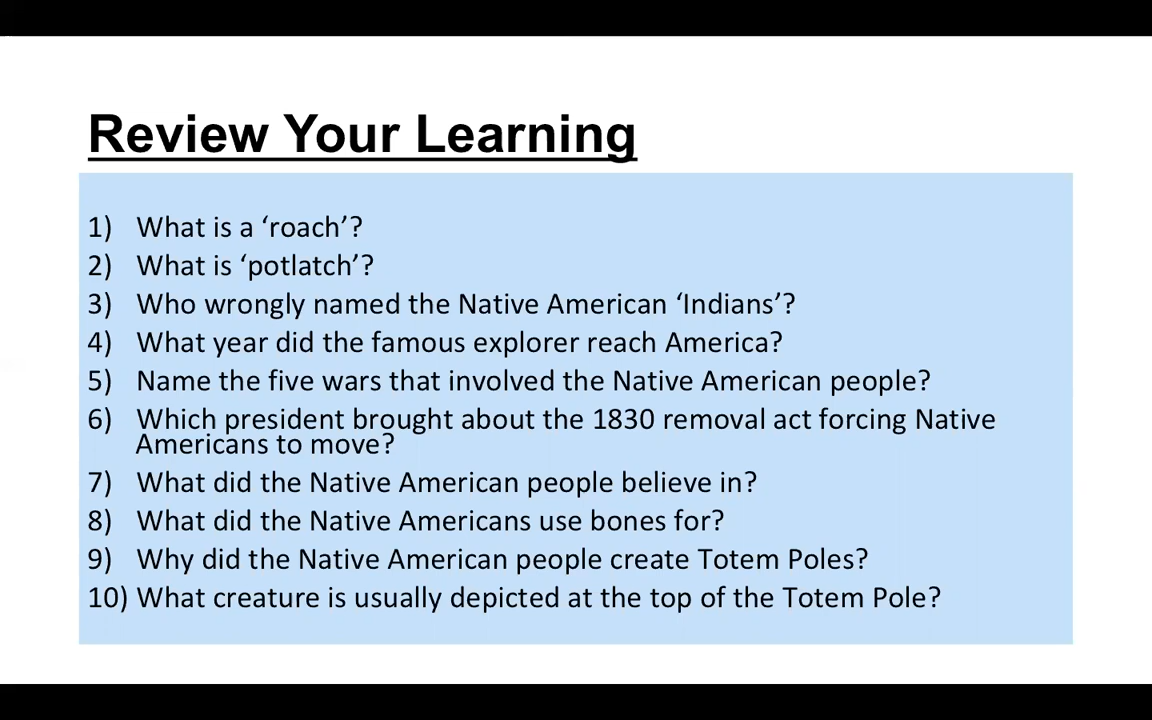 Review Your Learning
1) What is a ‘roach’?
2) What is ‘potlatch’?
3) Who wrongly named the Native American ‘Indians’?
4) What year did the famous explorer reach America?
5) Name the five wars that involved the Native American people?
6) Which president brought about the 1830 removal act forcing Native
Americans to move?
7) What did the Native American people believe in?
8) What did the Native Americans use bones for?
9) Why did the Native American people create Totem Poles?
10) What creature is usually depicted at the top of the Totem Pole?